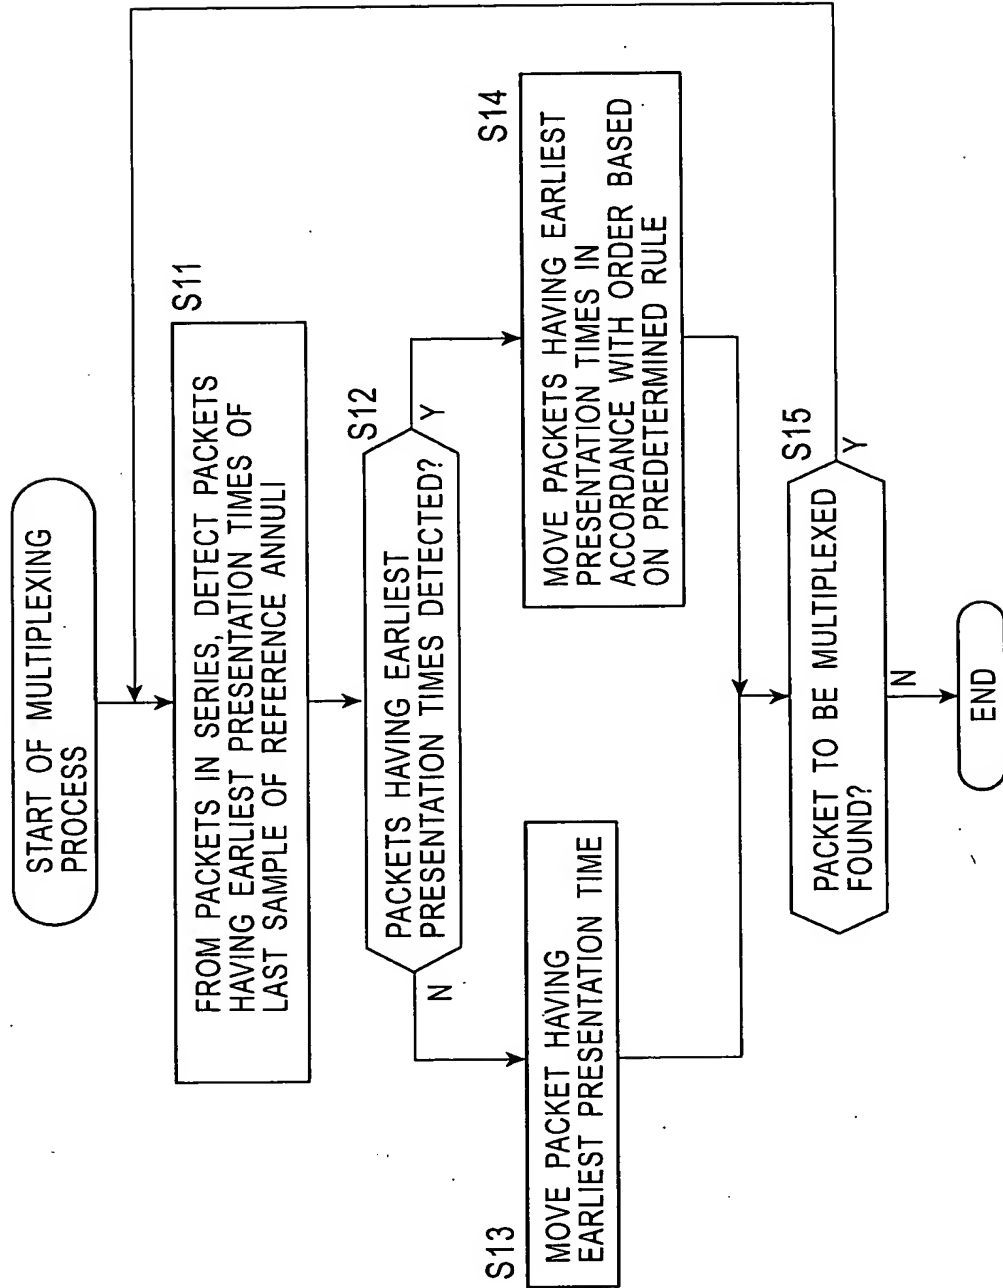 START OF MULTIPLEXING
PROCESS
S11
FROM PACKETS IN SERIES, DETECT PACKETS
HAVING EARLIEST PRESENTATION TIMES OF
LAST SAMPLE OF REFERENCE ANNULI
S12
PACKETS HAVING EARLIEST
PRESENTATION TIMES DETECTED?
N
Y
S13
MOVE PACKET HAVING
EARLIEST PRESENTATION TIME
S14
MOVE PACKETS HAVING EARLIEST
PRESENTATION TIMES IN
ACCORDANCE WITH ORDER BASED
ON PREDETERMINED RULE
S15
PACKET TO BE MULTIPLEXED
FOUND?
Y
N
END